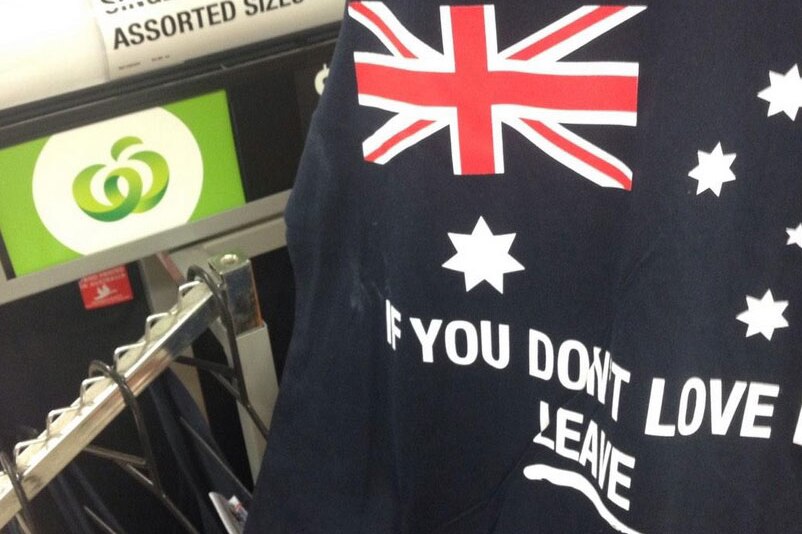 ASSORTED SIZES
IF YOU DON'T LOVE
LEAVE